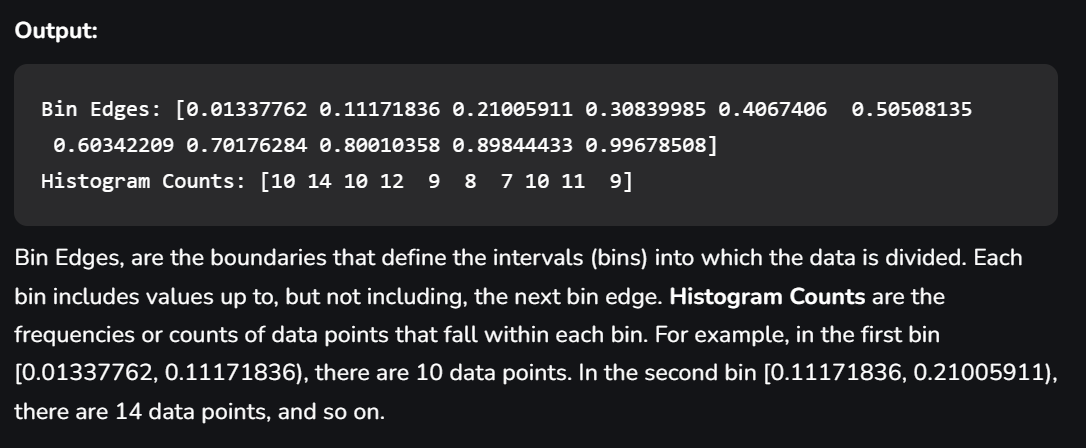 Output:
Bin Edges: [0.01337762 0.11171836 0.21005911 0.30839985 0.4067406  0.50508135
 0.60342209 0.70176284 0.80010358 0.89844433 0.99678508]
Histogram Counts: [10 14 10 12  9  8  7 10 11  9]
Bin Edges, are the boundaries that define the intervals (bins) into which the data is divided. Each
bin includes values up to, but not including, the next bin edge. Histogram Counts are the
frequencies or counts of data points that fall within each bin. For example, in the first bin
[0.01337762, 0.11171836), there are 10 data points. In the second bin [0.11171836, 0.21005911),
there are 14 data points, and so on.